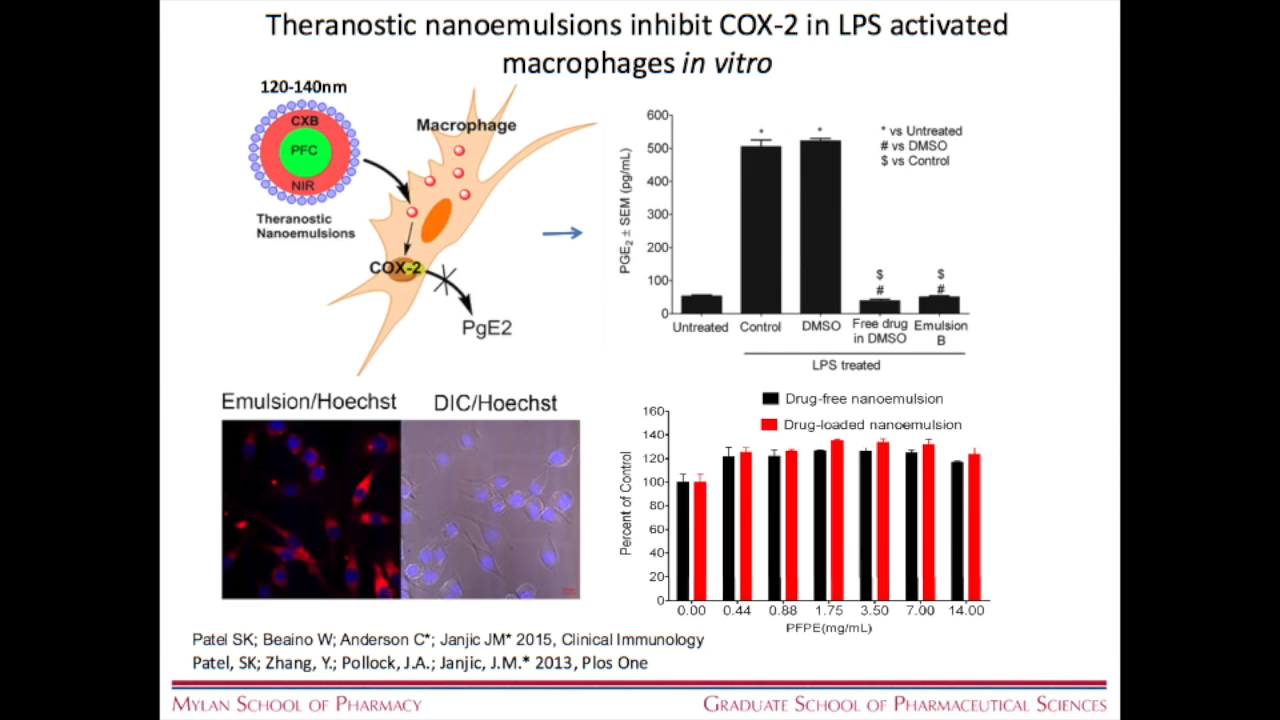 Theranostic nanoemulsions inhibit COX-2 in LPS activated
macrophages in vitro
120-140nm
CXB
PFC
NIR
Theranostic
Nanoemulsions
Macrophage
COX-2
PgE2
600
500
400
300
200
100
0
PGE2 ± SEM (pg/mL)
* vs Untreated
# vs DMSO
$ vs Control
*
*
$
#
$
#
Untreated
Control
DMSO
Free drug
in DMSO
Emulsion
B
LPS treated
Emulsion/Hoechst
DIC/Hoechst
Drug-free nanoemulsion
Drug-loaded nanoemulsion
160
140
120
100
80
60
40
20
0
Percent of Control
0.00 0.44 0.88 1.75 3.50 7.00 14.00
PFPE(mg/mL)
Patel SK; Beaino W; Anderson C*; Janjic JM* 2015, Clinical Immunology
Patel, SK; Zhang, Y.; Pollock, J.A.; Janjic, J.M.* 2013, Plos One
Mylan School of Pharmacy
Graduate School of Pharmaceutical Sciences